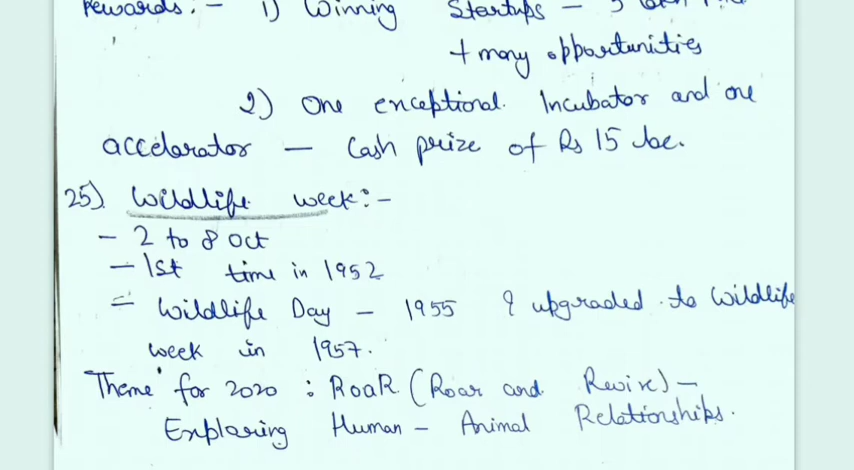 Rewards :- 1) Winning Startups - 5
+ many opportunities
2) One exceptional Incubator and one
accelarator - Cash prize of Rs 15
25) Wildlife week :-
- 2 to 8 Oct
- 1st time in 1952
= Wildlife Day - 1955 & upgraded to Wildlife
week in 1957.
Theme for 2020 : RoaR (Roar and Revive) -
Exploring Human - Animal Relationships.